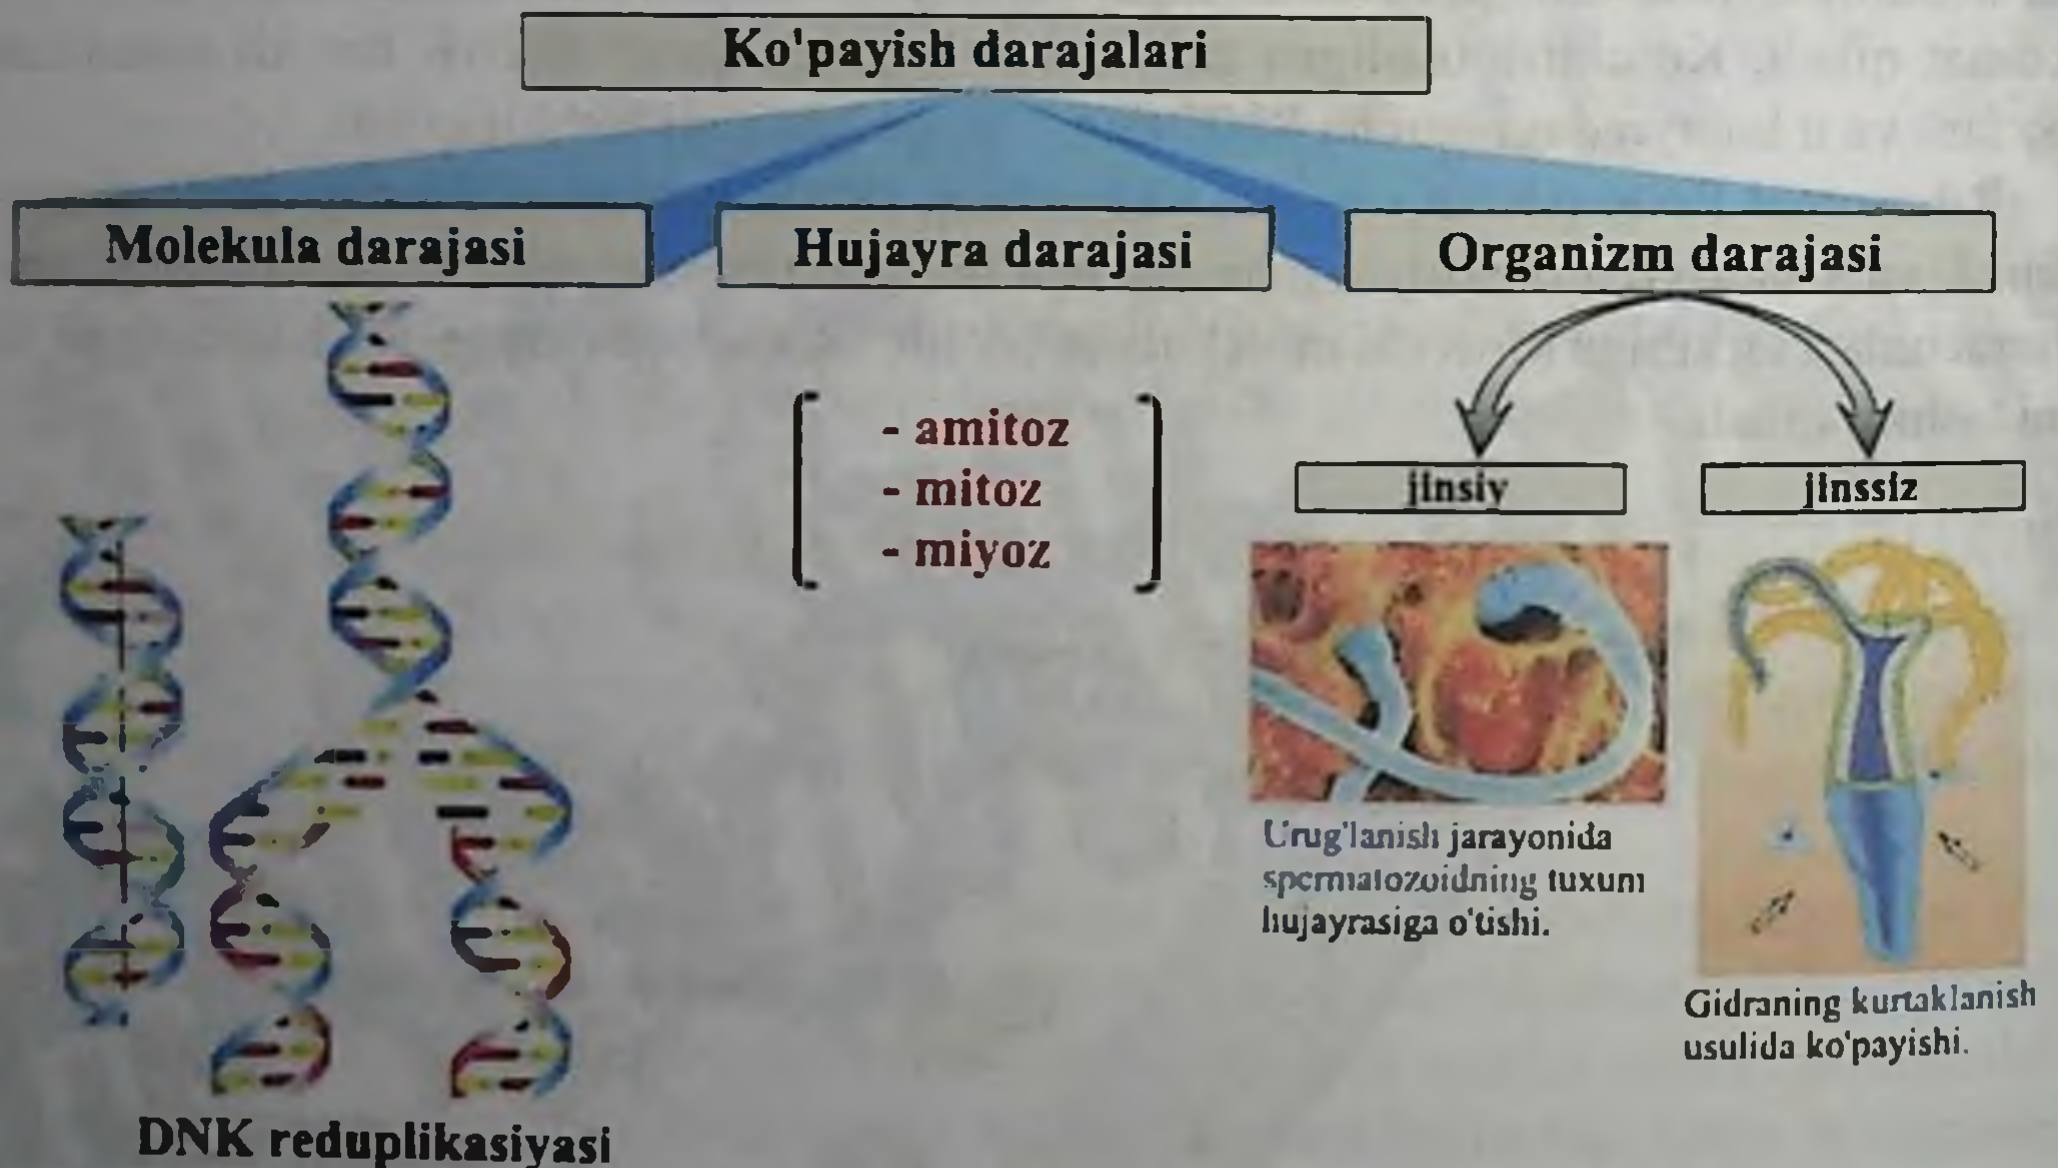 Ko'payish darajalari
Molekula darajasi
Hujayra darajasi
Organizm darajasi
- amitoz
- mitoz
- miyoz
jinsiy
jinssiz
Urug'lanish jarayonida
spermatozoidning tuxum
hujayrasiga o'tishi.
Gidraning kurtaklanish
usulida ko'payishi.
DNK reduplikasiyasi